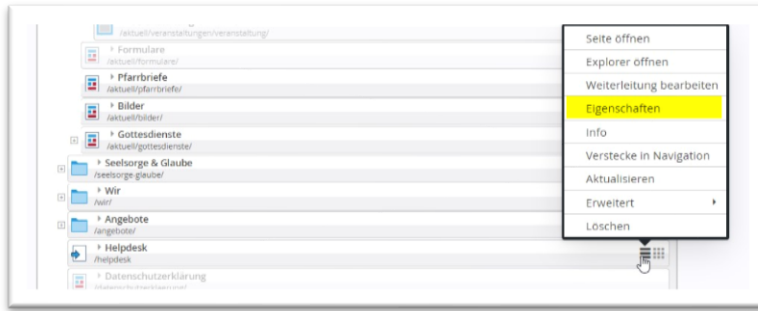 /aktuell/veranstaltungen/veranstaltung/
Formulare
/aktuell/formulare/
Pfarrbriefe
/aktuell/pfarrbriefe/
Bilder
/aktuell/bilder/
Gottesdienste
/aktuell/gottesdienste/
Seelsorge & Glaube
/seelsorge-glaube/
Wir
/wir/
Angebote
/angebote/
Helpdesk
/helpdesk
Datenschutzerklärung
/datenschutzerklaerung/
Seite öffnen
Explorer öffnen
Weiterleitung bearbeiten
Eigenschaften
Info
Verstecke in Navigation
Aktualisieren
Erweitert
Löschen